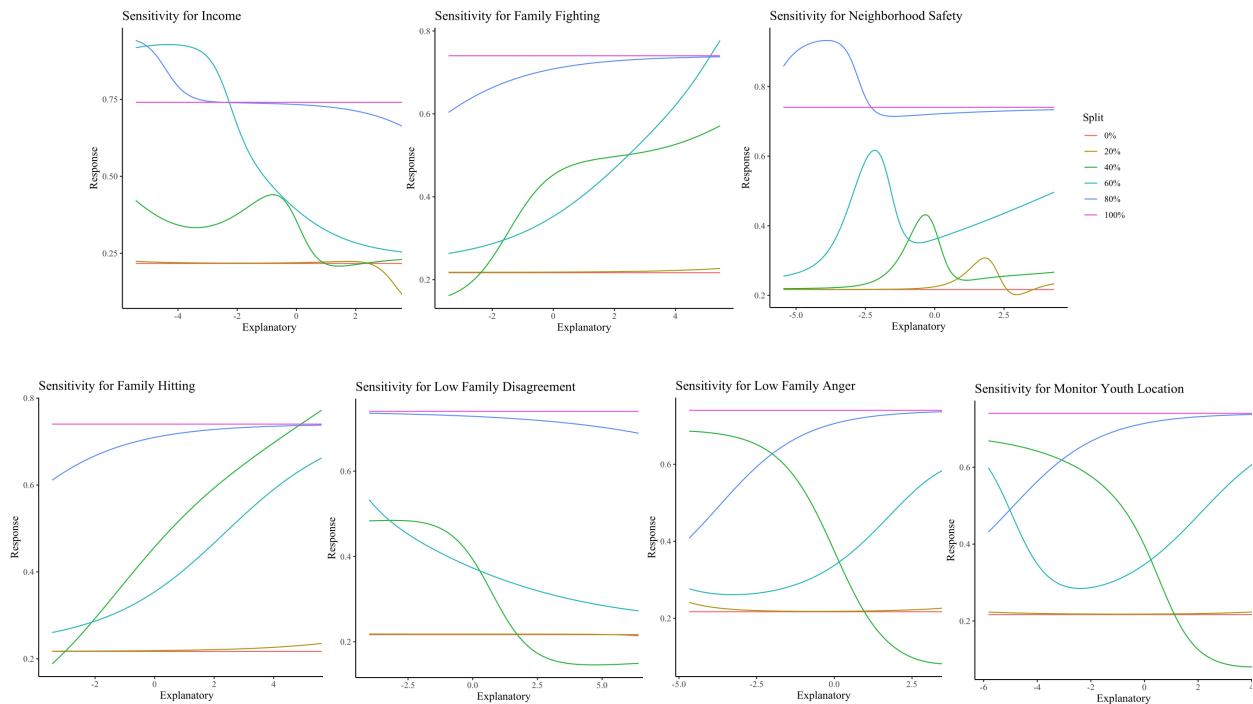 Sensitivity for Income
Response
0.75
0.50
0.25
-4
-2
0
2
Explanatory
Sensitivity for Family Fighting
Response
0.8
0.6
0.4
0.2
-2
0
2
4
Explanatory
Sensitivity for Neighborhood Safety
Response
0.8
0.6
0.4
0.2
-5.0
-2.5
0.0
2.5
Explanatory
Split
0%
20%
40%
60%
80%
100%
Sensitivity for Family Hitting
Response
0.8
0.6
0.4
0.2
-2
0
2
4
Explanatory
Sensitivity for Low Family Disagreement
Response
0.6
0.4
0.2
-2.5
0.0
2.5
5.0
Explanatory
Sensitivity for Low Family Anger
Response
0.6
0.4
0.2
-5.0
-2.5
0.0
2.5
Explanatory
Sensitivity for Monitor Youth Location
Response
0.6
0.4
0.2
-6
-4
-2
0
2
4
Explanatory